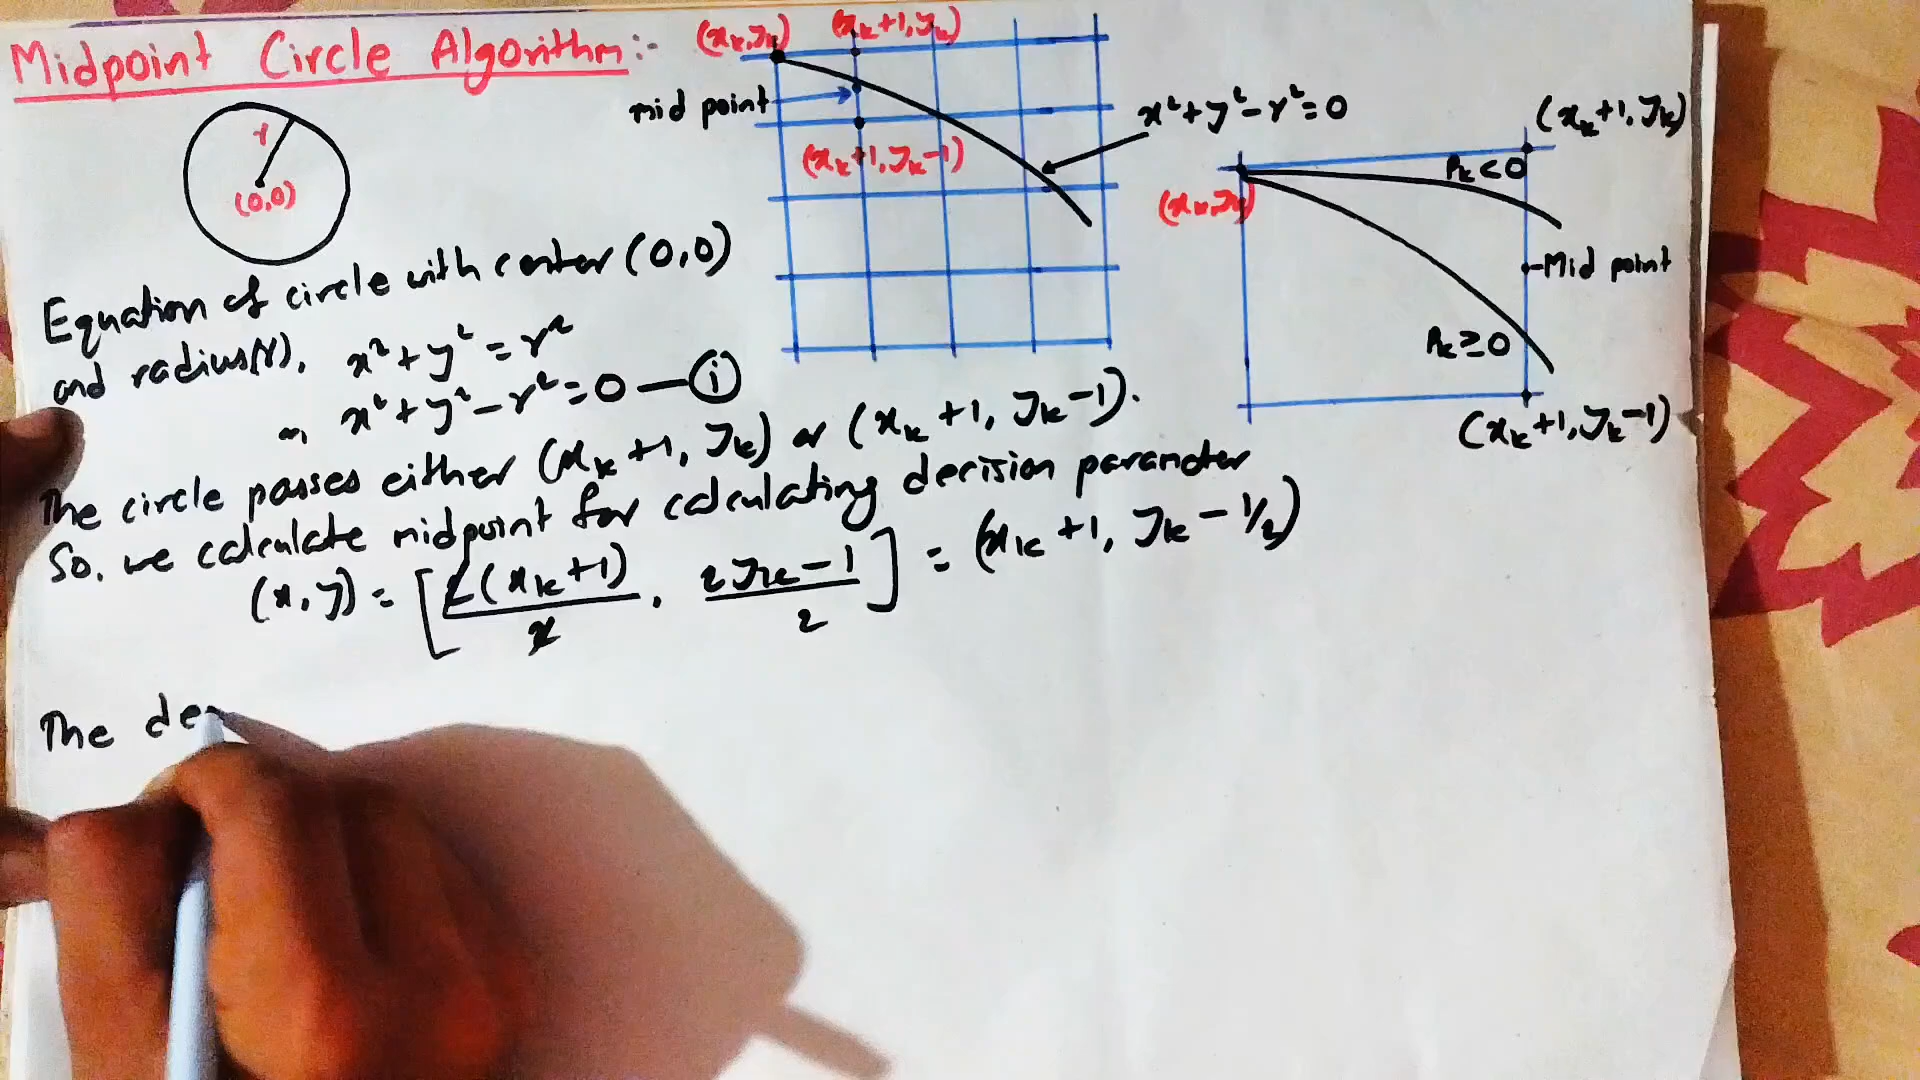 Midpoint Circle Algorithm:-
r
(0,0)
(xₖ,yₖ)
(xₖ+1,yₖ)
mid point
(xₖ+1,yₖ-1)
x²+y²-r²=0
(xₖ+1,yₖ)
Pₖ<0
(xₖ,yₖ)
Mid point
Pₖ≥0
(xₖ+1,yₖ-1)
Equation of circle with center (0,0)
and radius(r), x²+y²=r²
or, x²+y²-r²=0 — (i)
The circle passes either (xₖ+1, yₖ) or (xₖ+1, yₖ-1).
So, we calculate midpoint for calculating decision parameter
(x,y) = [2(xₖ+1)/2, 2yₖ-1/2] = (xₖ+1, yₖ-1/2)
The de